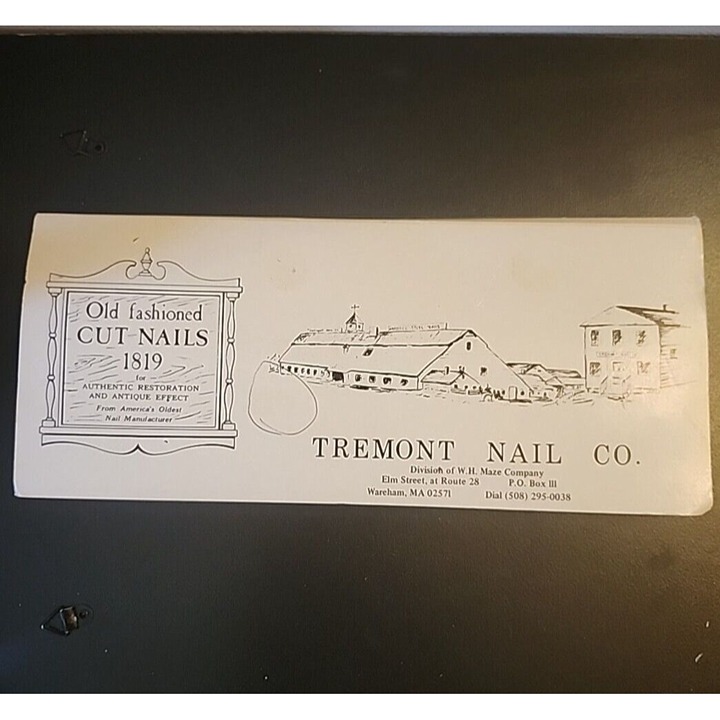 Old fashioned
CUT NAILS
1819
for
AUTHENTIC RESTORATION
AND ANTIQUE EFFECT
From America's Oldest
Nail Manufacturer
TREMONT NAIL CO.
Division of W.H. Maze Company
Elm Street, at Route 28 P.O. Box 111
Wareham, MA 02571 Dial (508) 295-0038